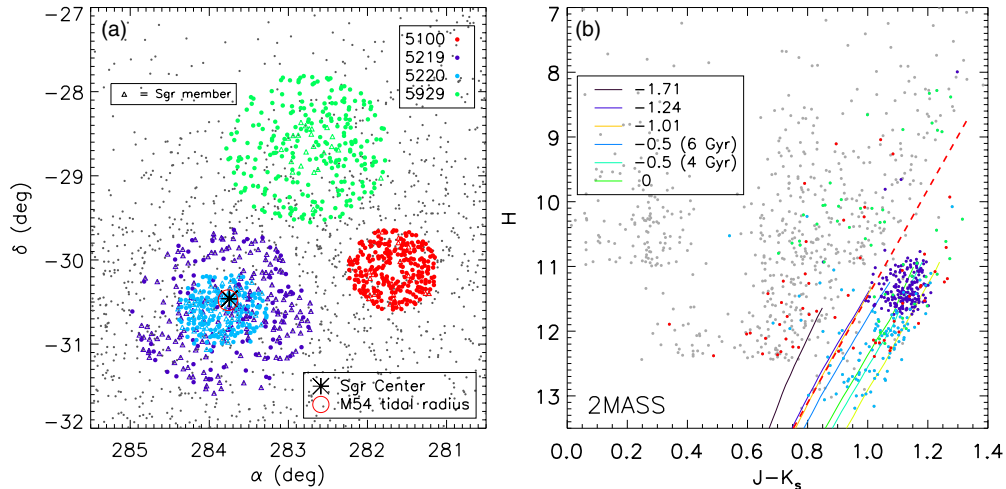 (a)
−27
−28
−29
−30
−31
−32
δ (deg)
285 284 283 282 281
α (deg)
5100
5219
5220
5929
△ = Sgr member
Sgr Center
M54 tidal radius
(b)
7
8
9
10
11
12
13
H
−1.71
−1.24
−1.01
−0.5 (6 Gyr)
−0.5 (4 Gyr)
0
2MASS
0.0 0.2 0.4 0.6 0.8 1.0 1.2 1.4
J−Ks